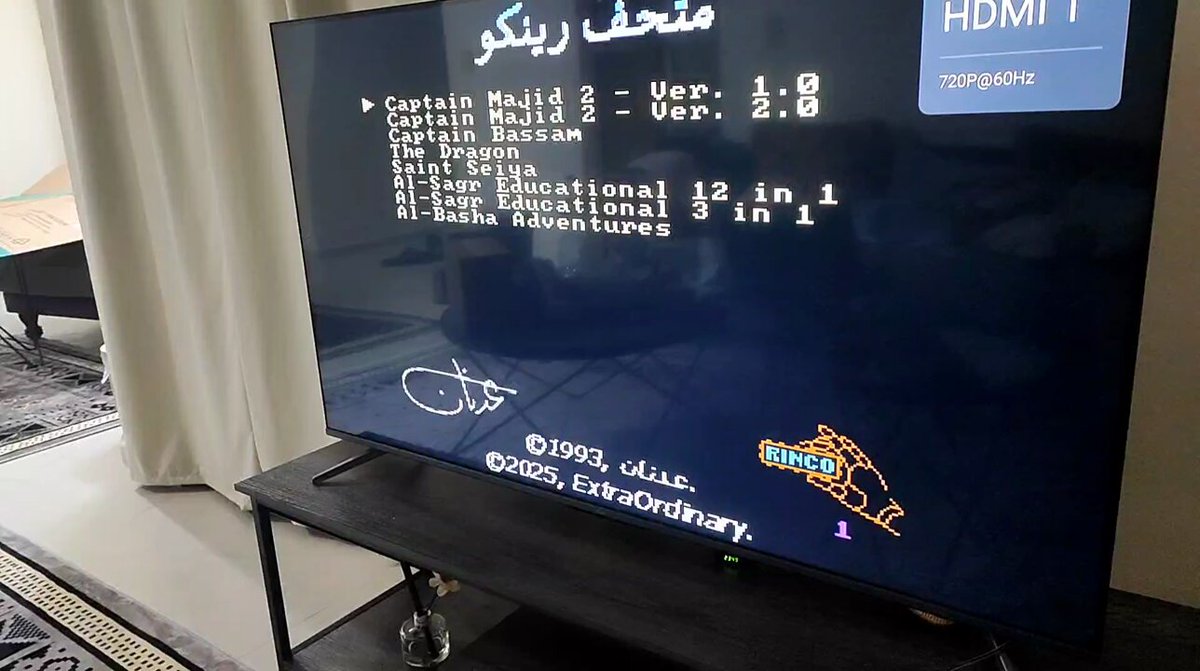 متحف رينكو
HDMI 1
720P@60Hz
Captain Majid 2 - Ver. 1.0
Captain Majid 2 - Ver. 2.0
Captain Bassam
The Dragon
Saint Seiya
Al-Sagr Educational 12 in 1
Al-Sagr Educational 3 in 1
Al-Basha Adventures
عدنان
©1993, عدنان.
©2025, ExtraOrdinary.
RINCO
1